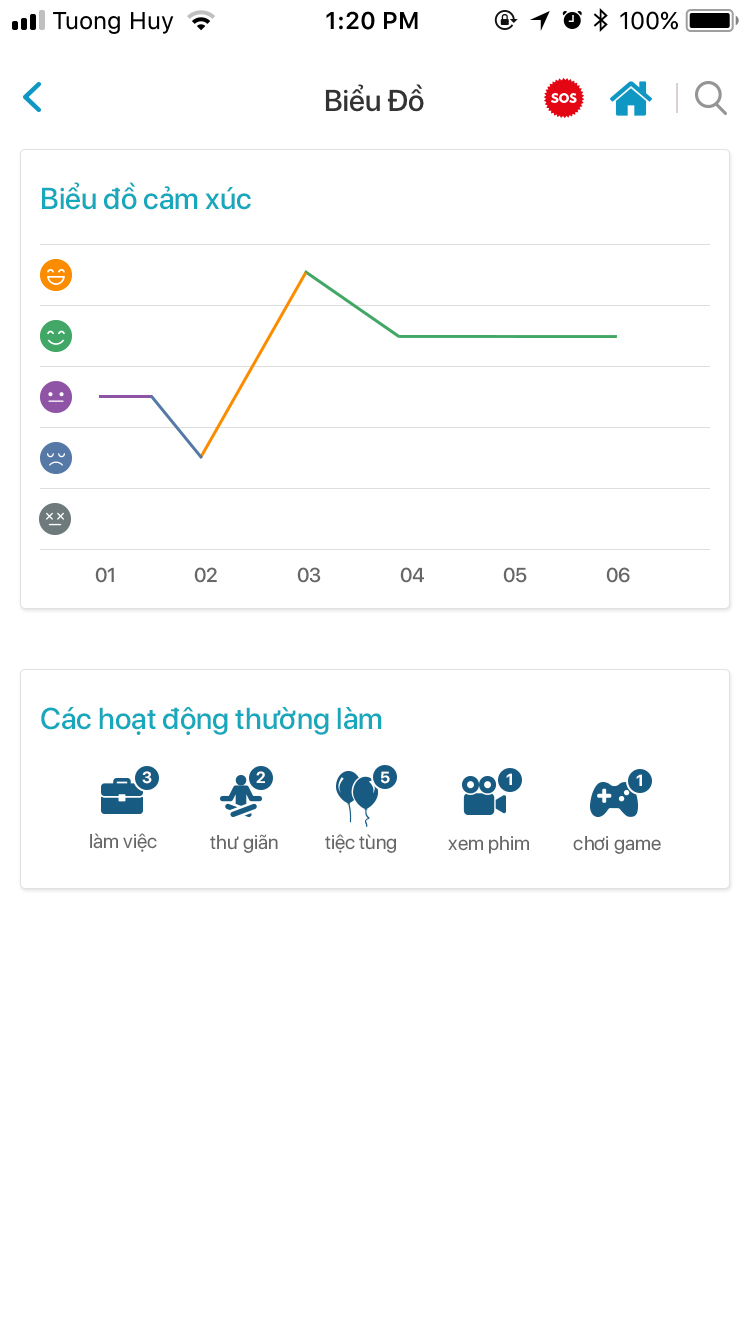 Tuong Huy 1:20 PM 100%
Biểu Đồ SOS
Biểu đồ cảm xúc
01 02 03 04 05 06
Các hoạt động thường làm
3 2 5 1 1
làm việc thư giãn tiệc tùng xem phim chơi game